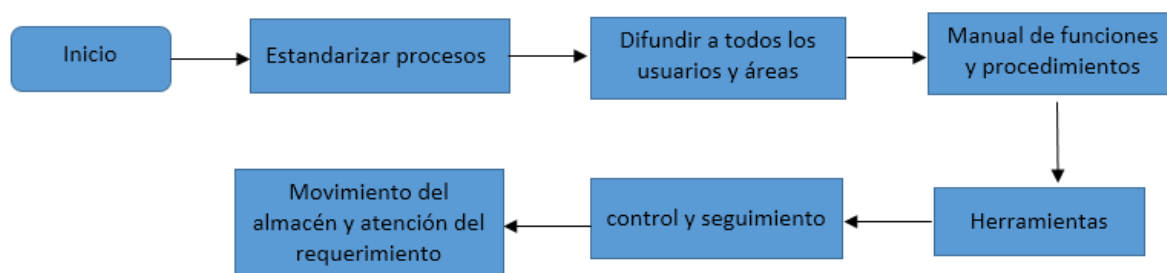 Inicio
Estandarizar procesos
Difundir a todos los
usuarios y áreas
Manual de funciones
y procedimientos
Herramientas
control y seguimiento
Movimiento del
almacén y atención del
requerimiento